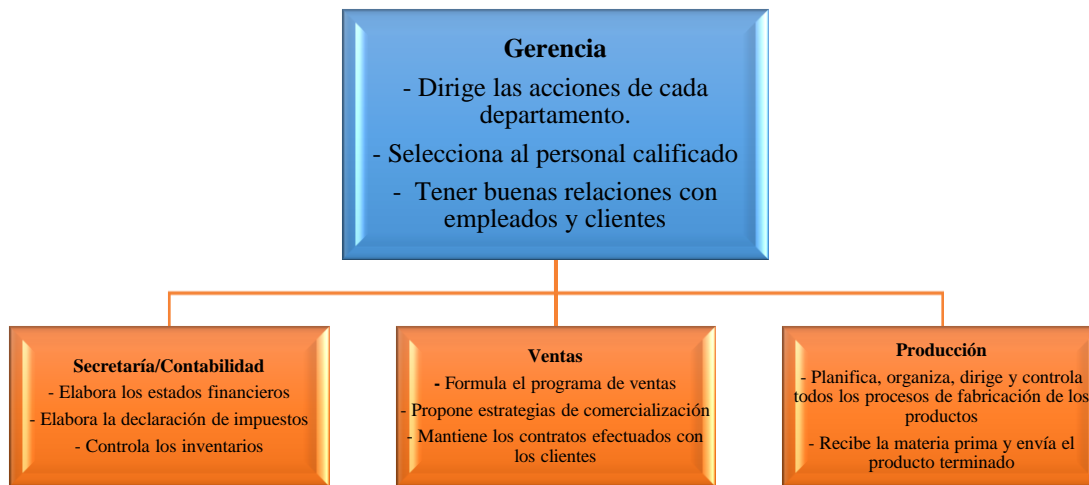 Gerencia
- Dirige las acciones de cada
departamento.
- Selecciona al personal calificado
- Tener buenas relaciones con
empleados y clientes
Secretaría/Contabilidad
- Elabora los estados financieros
- Elabora la declaración de impuestos
- Controla los inventarios
Ventas
- Formula el programa de ventas
- Propone estrategias de comercialización
- Mantiene los contratos efectuados con
los clientes
Producción
- Planifica, organiza, dirige y controla
todos los procesos de fabricación de los
productos
- Recibe la materia prima y envía el
producto terminado